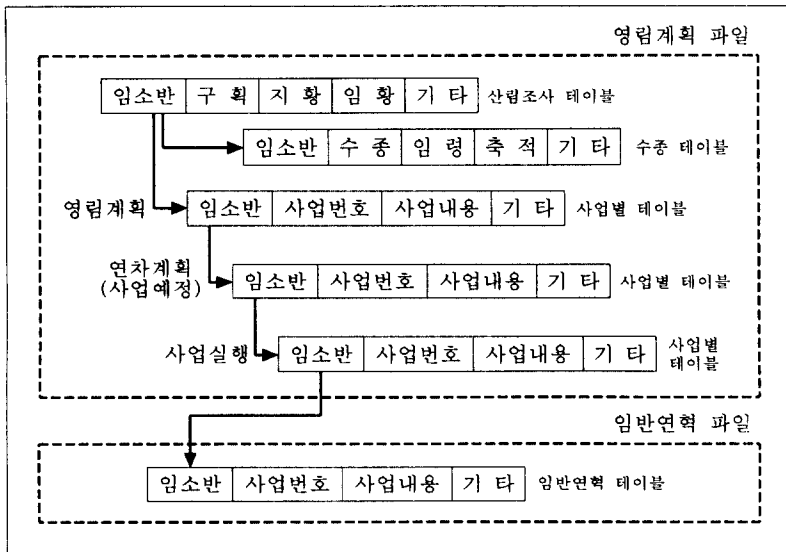 영림계획 파일
임소반 구 획 지 황 임 황 기 타 산림조사 테이블
임소반 수 종 임 령 축 적 기 타 수종 테이블
영림계획 임소반 사업번호 사업내용 기 타 사업별 테이블
연차계획
(사업예정) 임소반 사업번호 사업내용 기 타 사업별 테이블
사업실행 임소반 사업번호 사업내용 기 타 사업별
테이블
임반연혁 파일
임소반 사업번호 사업내용 기 타 임반연혁 테이블